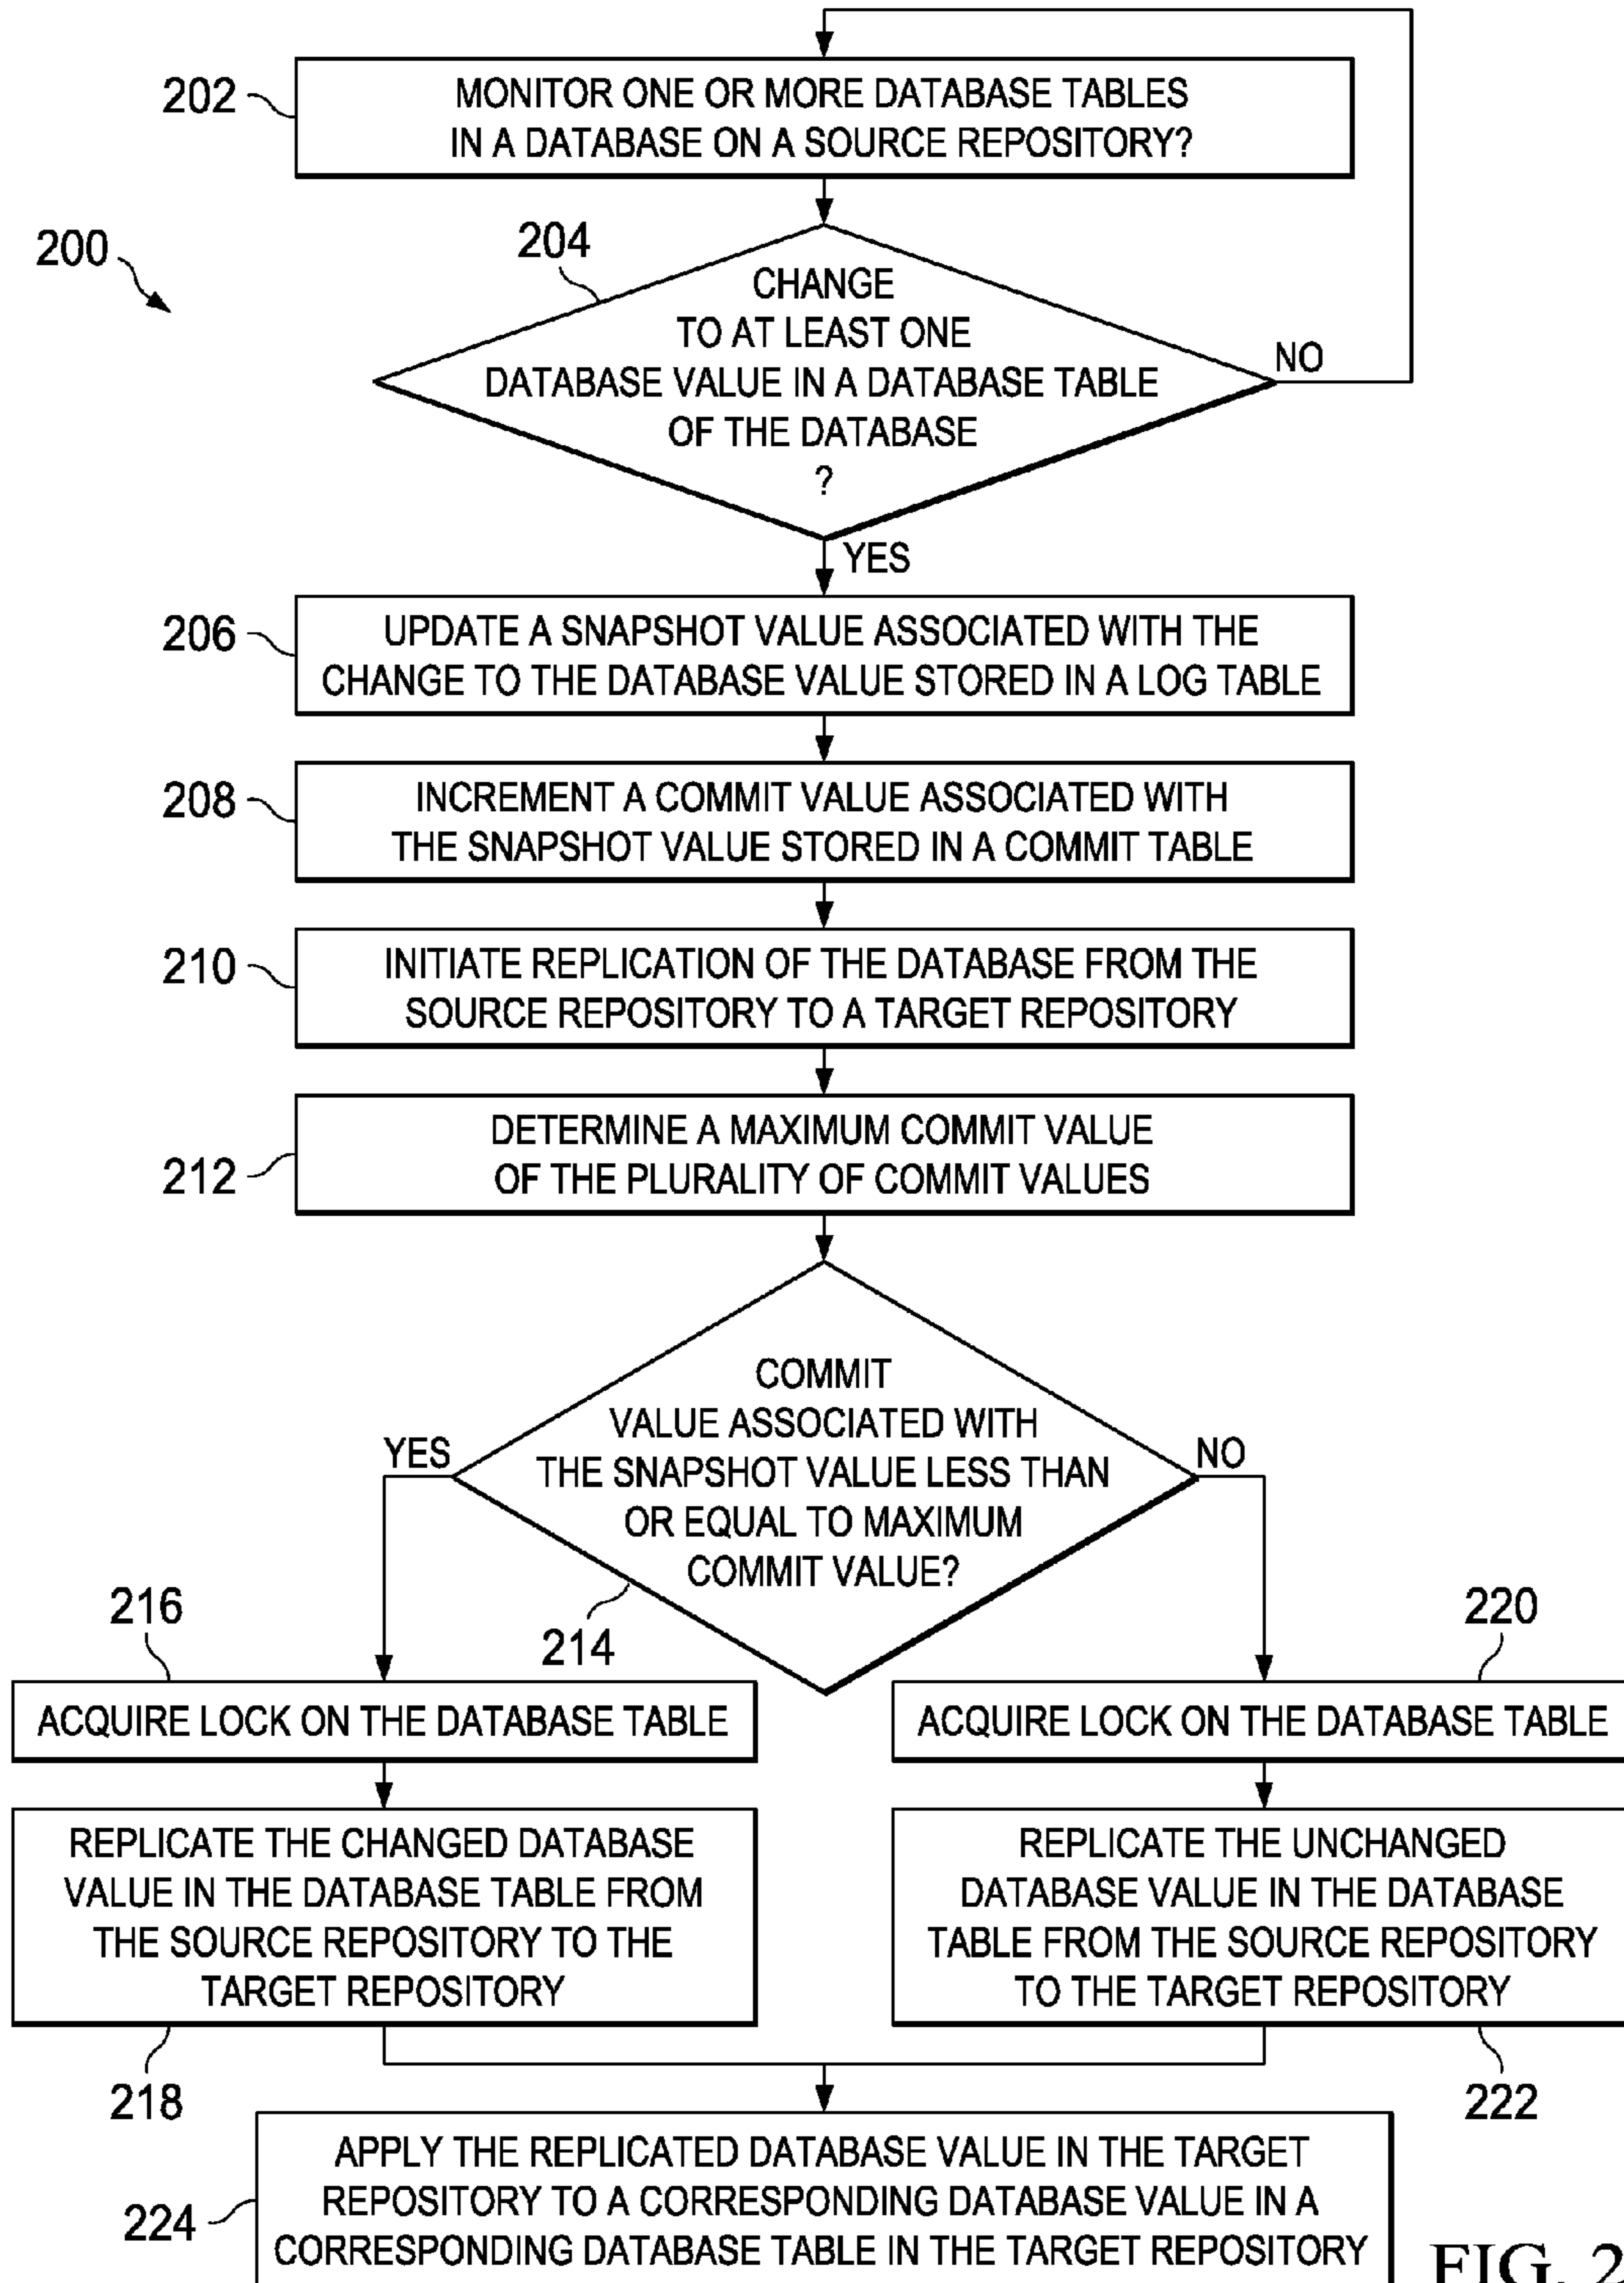 202
MONITOR ONE OR MORE DATABASE TABLES
IN A DATABASE ON A SOURCE REPOSITORY?
200
204
CHANGE
TO AT LEAST ONE
DATABASE VALUE IN A DATABASE TABLE
OF THE DATABASE
?
NO
YES
206
UPDATE A SNAPSHOT VALUE ASSOCIATED WITH THE
CHANGE TO THE DATABASE VALUE STORED IN A LOG TABLE
208
INCREMENT A COMMIT VALUE ASSOCIATED WITH
THE SNAPSHOT VALUE STORED IN A COMMIT TABLE
210
INITIATE REPLICATION OF THE DATABASE FROM THE
SOURCE REPOSITORY TO A TARGET REPOSITORY
212
DETERMINE A MAXIMUM COMMIT VALUE
OF THE PLURALITY OF COMMIT VALUES
COMMIT
VALUE ASSOCIATED WITH
THE SNAPSHOT VALUE LESS THAN
OR EQUAL TO MAXIMUM
COMMIT VALUE?
YES
NO
214
216
ACQUIRE LOCK ON THE DATABASE TABLE
220
ACQUIRE LOCK ON THE DATABASE TABLE
REPLICATE THE CHANGED DATABASE
VALUE IN THE DATABASE TABLE FROM
THE SOURCE REPOSITORY TO THE
TARGET REPOSITORY
218
REPLICATE THE UNCHANGED
DATABASE VALUE IN THE DATABASE
TABLE FROM THE SOURCE REPOSITORY
TO THE TARGET REPOSITORY
222
224
APPLY THE REPLICATED DATABASE VALUE IN THE TARGET
REPOSITORY TO A CORRESPONDING DATABASE VALUE IN A
CORRESPONDING DATABASE TABLE IN THE TARGET REPOSITORY
FIG. 2